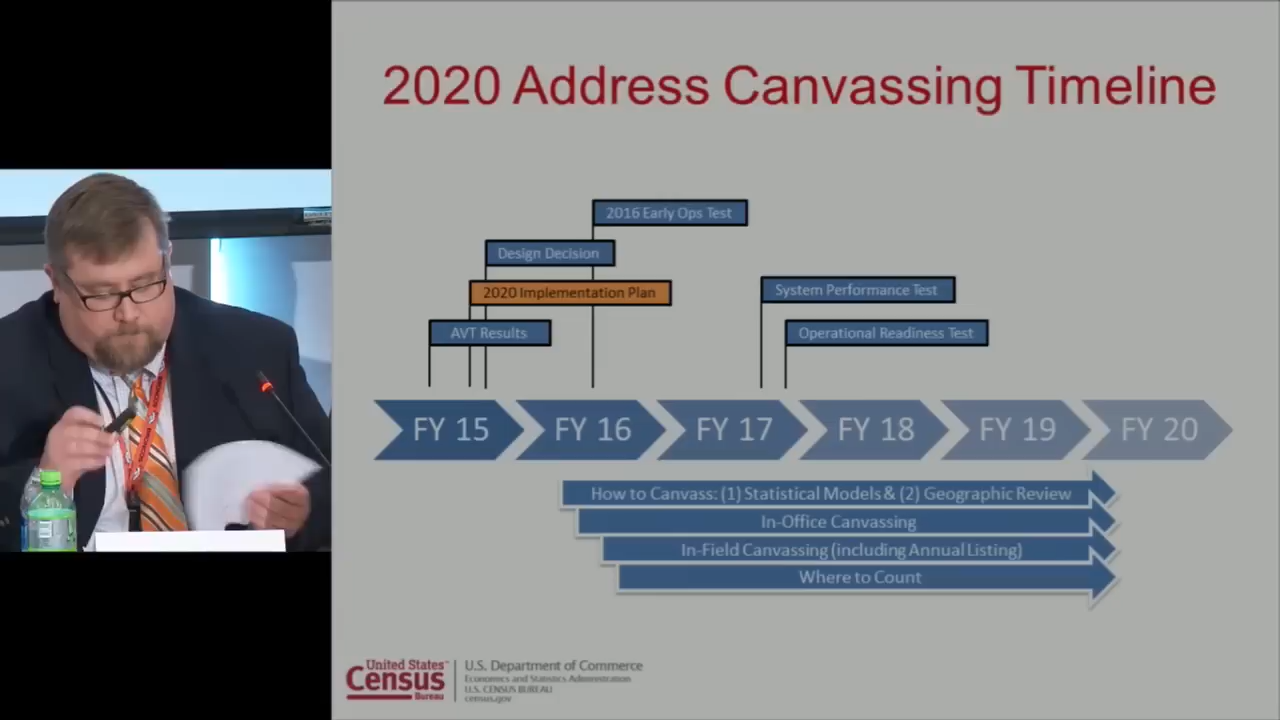 2020 Address Canvassing Timeline
2016 Early Ops Test
Design Decision
2020 Implementation Plan
System Performance Test
AVT Results
Operational Readiness Test
FY 15
FY 16
FY 17
FY 18
FY 19
FY 20
How to Canvass: (1) Statistical Models & (2) Geographic Review
In-Office Canvassing
In-Field Canvassing (including Annual Listing)
Where to Count
United States™
Census
Bureau
U.S. Department of Commerce
Economics and Statistics Administration
U.S. CENSUS BUREAU
census.gov